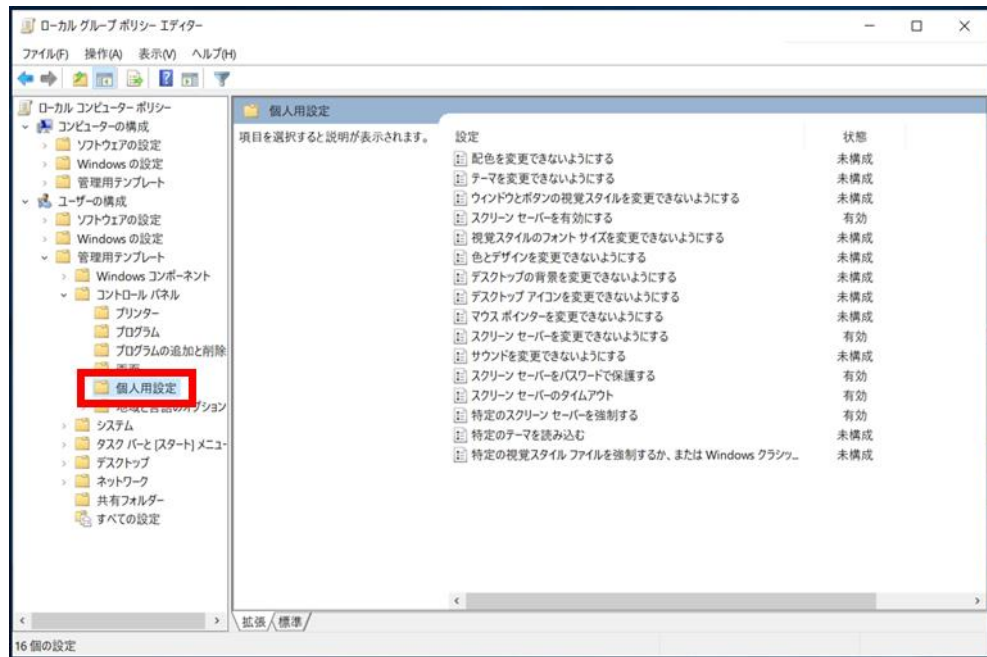 ローカル グループ ポリシー エディター
ファイル(F) 操作(A) 表示(V) ヘルプ(H)
ローカル コンピューター ポリシー
コンピューターの構成
ソフトウェアの設定
Windows の設定
管理用テンプレート
ユーザーの構成
ソフトウェアの設定
Windows の設定
管理用テンプレート
Windows コンポーネント
コントロール パネル
プリンター
プログラム
プログラムの追加と削除
個人用設定
地域と言語のオプション
システム
タスク バーと [スタート] メニュー
デスクトップ
ネットワーク
共有フォルダー
すべての設定
個人用設定
項目を選択すると説明が表示されます。
設定 状態
配色を変更できないようにする 未構成
テーマを変更できないようにする 未構成
ウィンドウとボタンの視覚スタイルを変更できないようにする 未構成
スクリーン セーバーを有効にする 有効
視覚スタイルのフォント サイズを変更できないようにする 未構成
色とデザインを変更できないようにする 未構成
デスクトップの背景を変更できないようにする 未構成
デスクトップ アイコンを変更できないようにする 未構成
マウス ポインターを変更できないようにする 未構成
スクリーン セーバーを変更できないようにする 有効
サウンドを変更できないようにする 未構成
スクリーン セーバーをパスワードで保護する 有効
スクリーン セーバーのタイムアウト 有効
特定のスクリーン セーバーを強制する 有効
特定のテーマを読み込む 未構成
特定の視覚スタイル ファイルを強制するか、または Windows クラシッ... 未構成
拡張 標準
16 個の設定